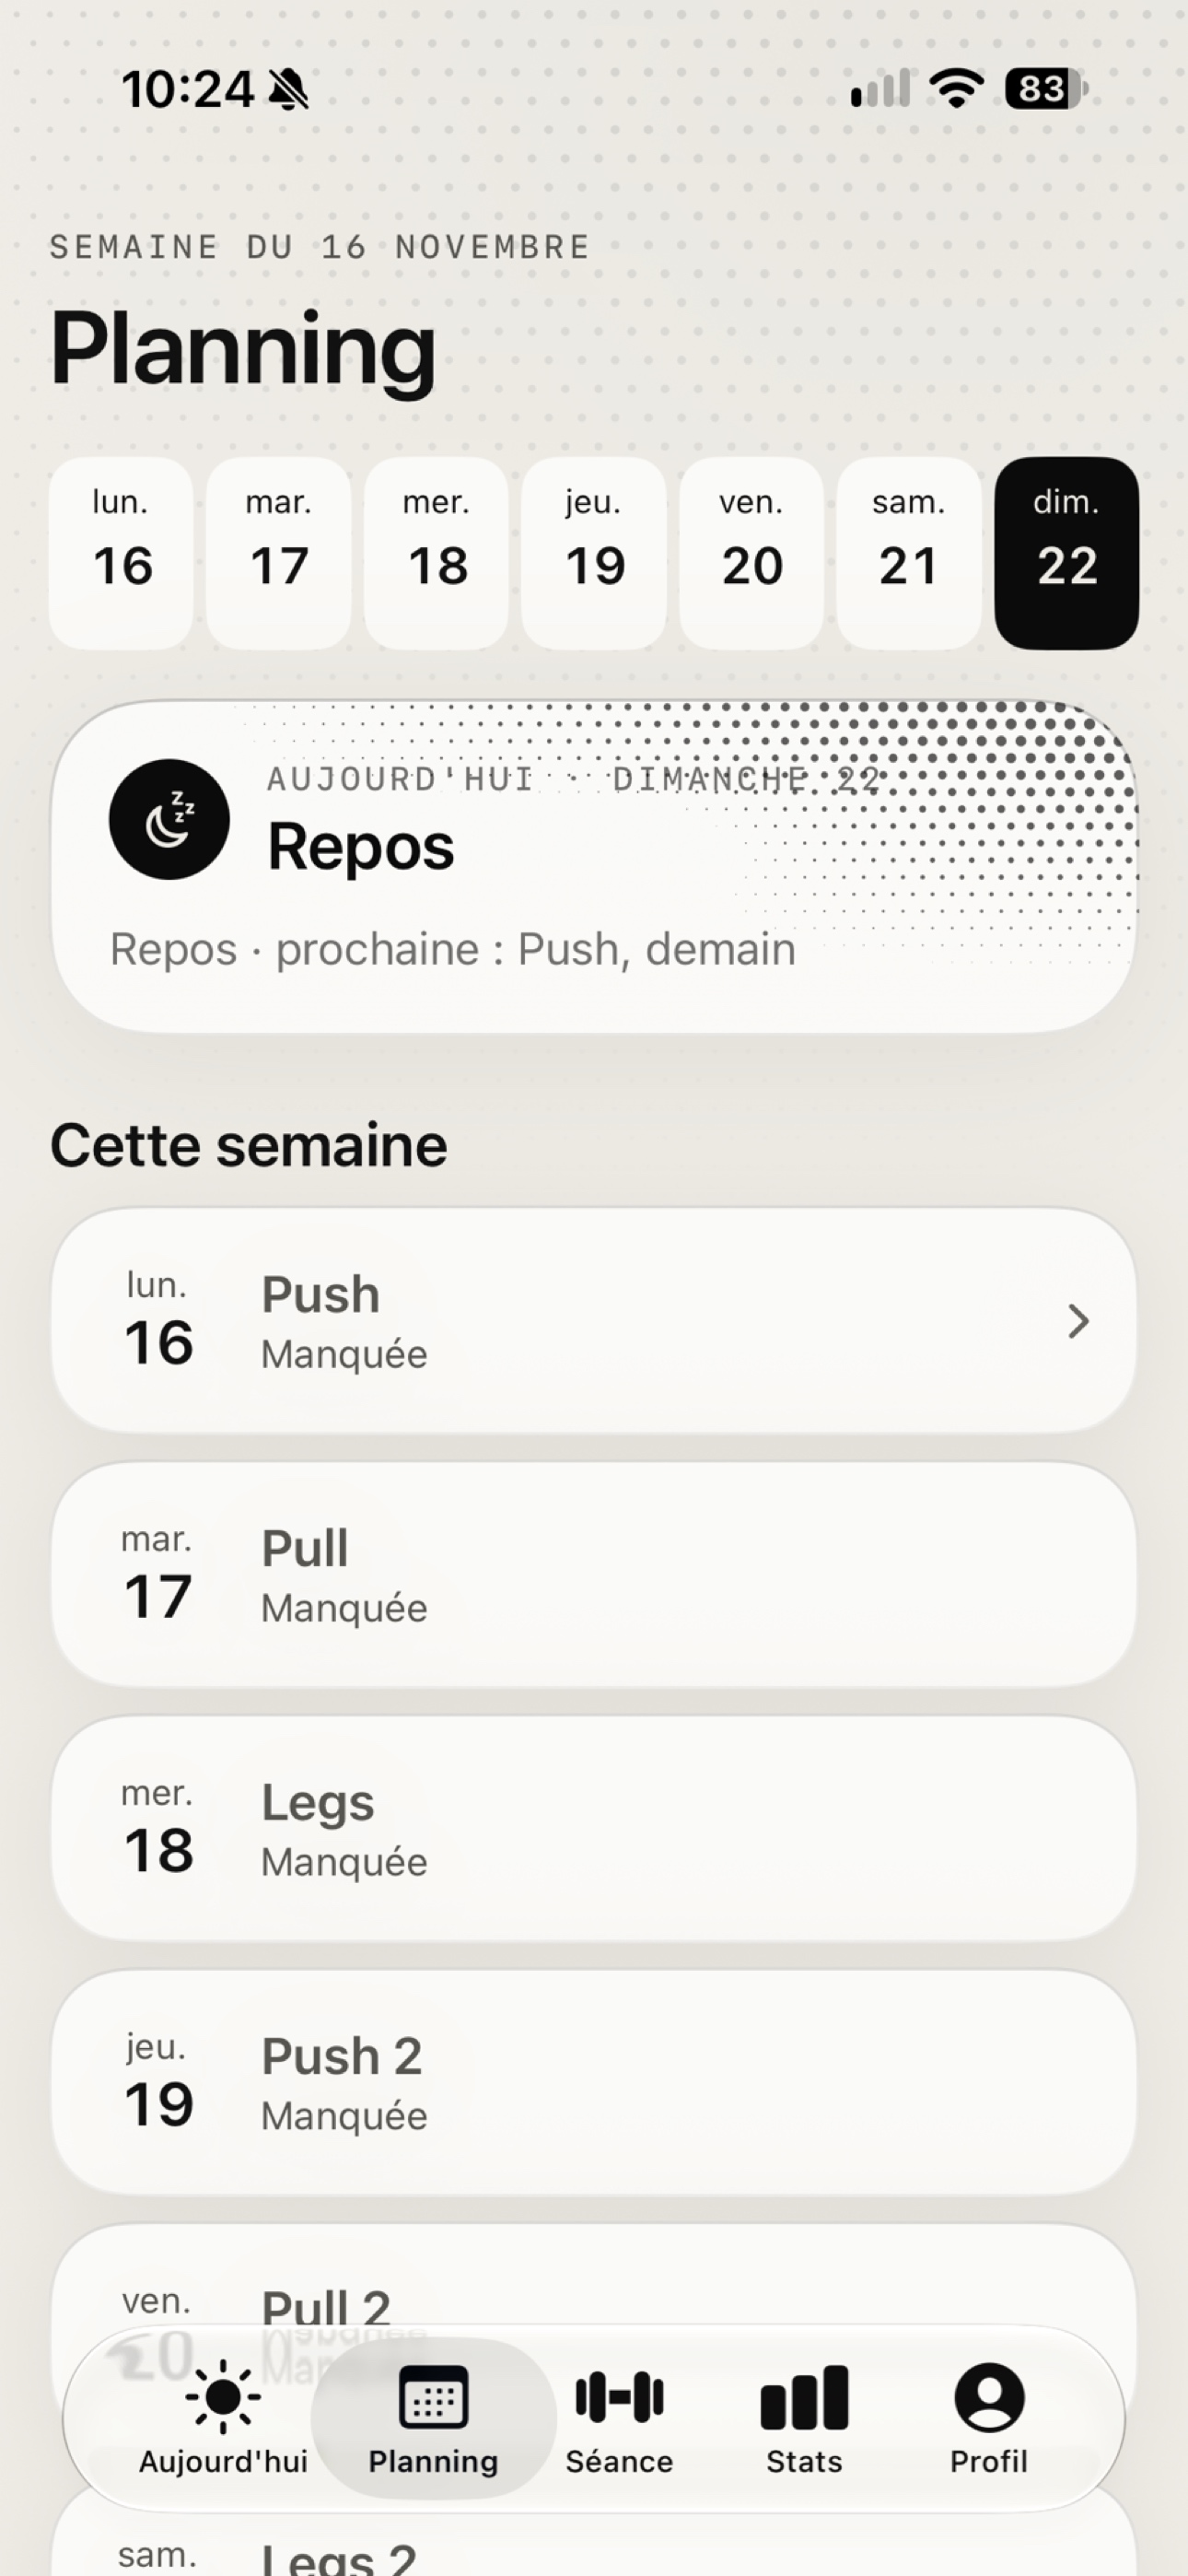 10:24
83
SEMAINE DU 16 NOVEMBRE
Planning
lun. mar. mer. jeu. ven. sam. dim.
16 17 18 19 20 21 22
AUJOURD'HUI · DIMANCHE 22
Repos
Repos · prochaine : Push, demain
Cette semaine
lun.
16
Push
Manquée
mar.
17
Pull
Manquée
mer.
18
Legs
Manquée
jeu.
19
Push 2
Manquée
ven.
20
Pull 2
Aujourd'hui Planning Séance Stats Profil
sam.
Legs 2